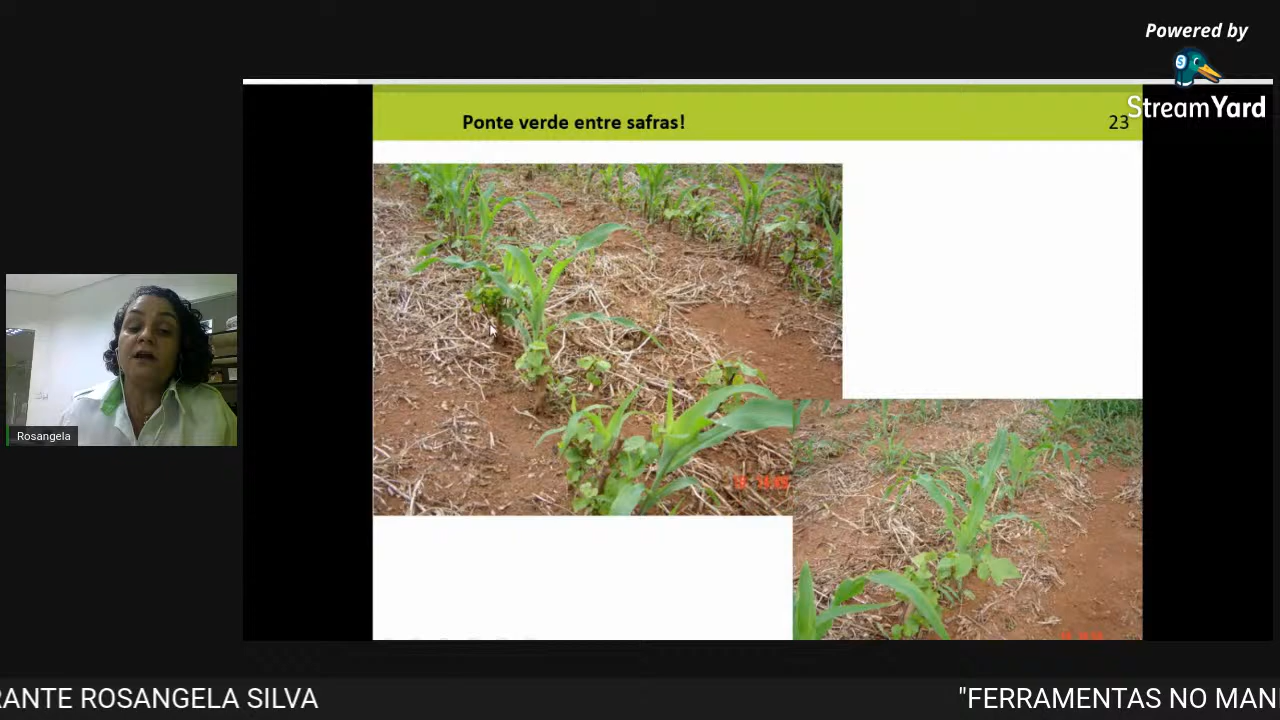 Powered by
StreamYard
Ponte verde entre safras!
23
Rosangela
RANTE ROSANGELA SILVA
"FERRAMENTAS NO MAN